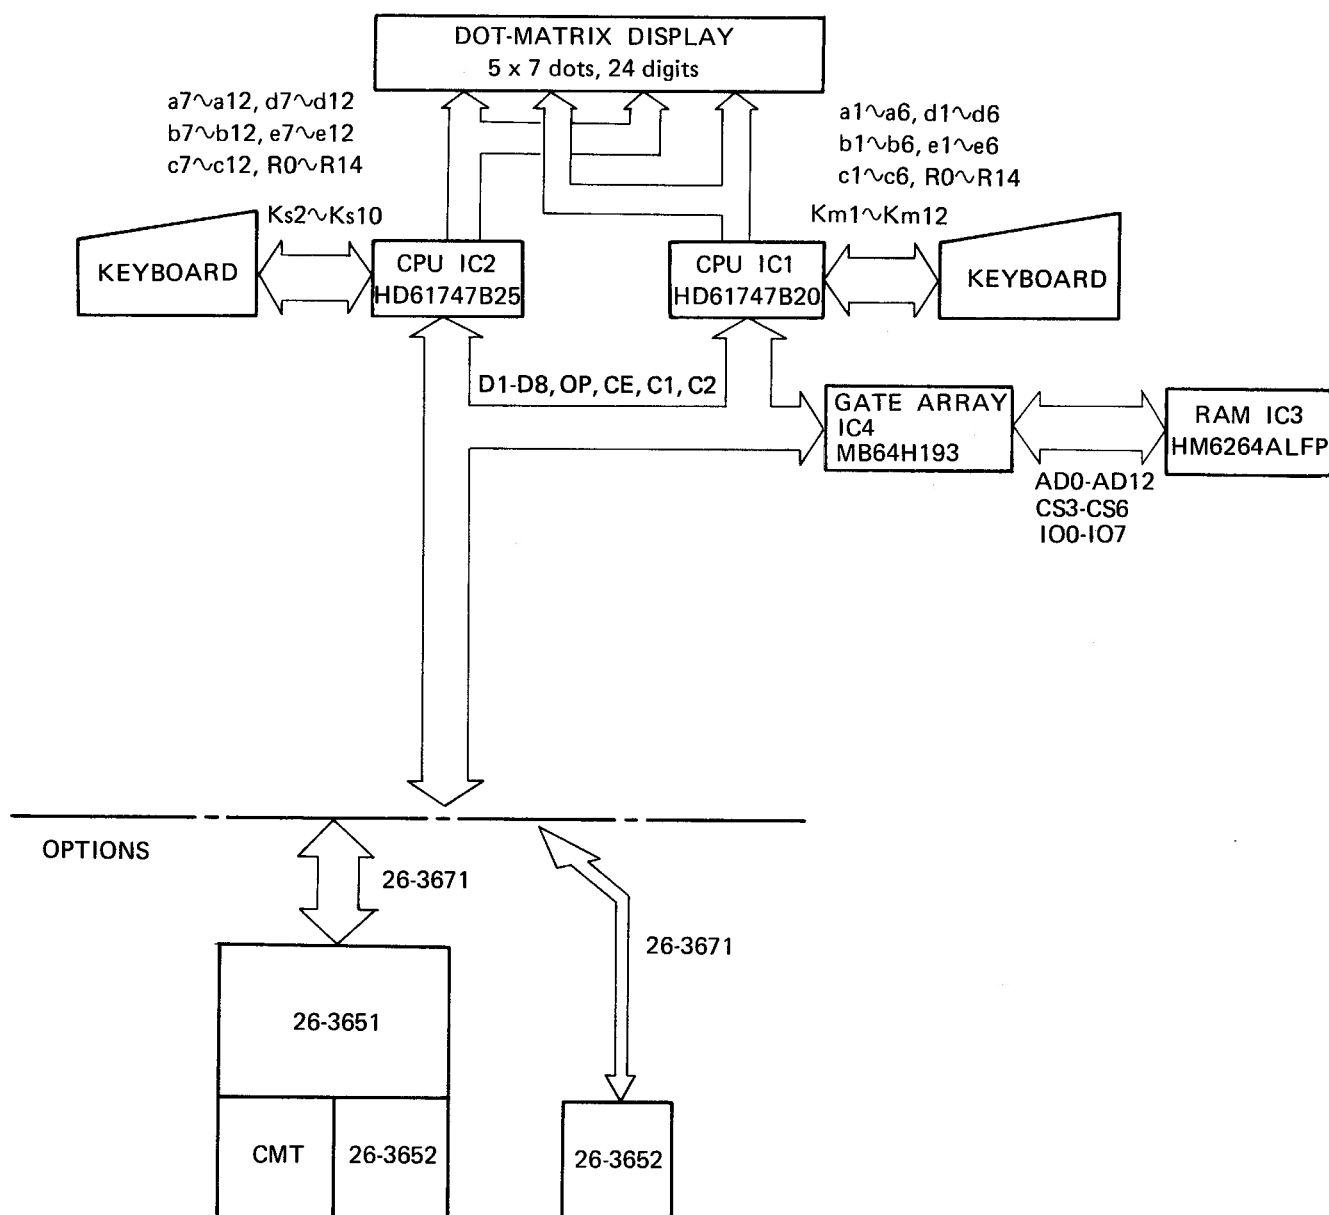 DOT-MATRIX DISPLAY
5 x 7 dots, 24 digits
a7~a12, d7~d12
b7~b12, e7~e12
c7~c12, R0~R14
a1~a6, d1~d6
b1~b6, e1~e6
c1~c6, R0~R14
Ks2~Ks10
Km1~Km12
KEYBOARD
CPU IC2
HD61747B25
CPU IC1
HD61747B20
KEYBOARD
D1-D8, OP, CE, C1, C2
GATE ARRAY
IC4
MB64H193
RAM IC3
HM6264ALFP
AD0-AD12
CS3-CS6
IO0-IO7
OPTIONS
26-3671
26-3671
26-3651
CMT
26-3652
26-3652